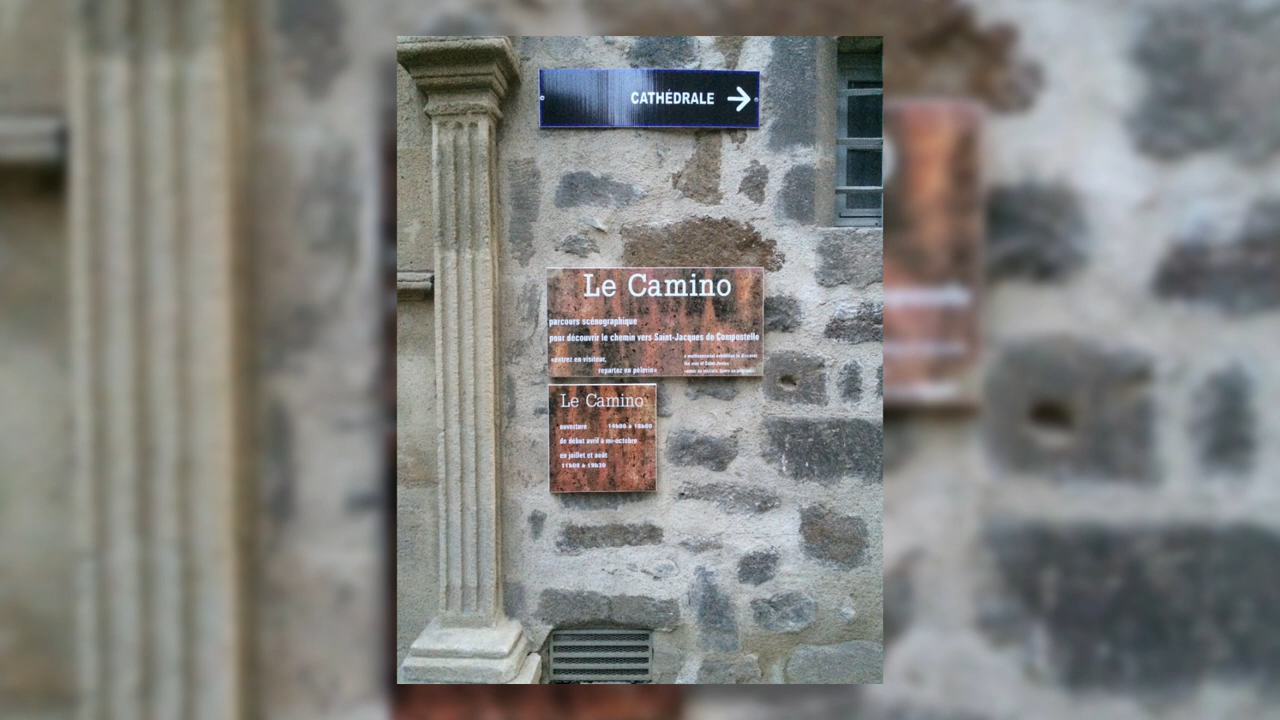 CATHÉDRALE
Le Camino
parcours scénographique
pour découvrir le chemin vers Saint-Jacques de Compostelle
«entrez en visiteur,
repartez en pèlerin»
Le Camino
ouverture 14h00 à 18h00
de début avril à mi-octobre
en juillet et août
11h00 à 19h30